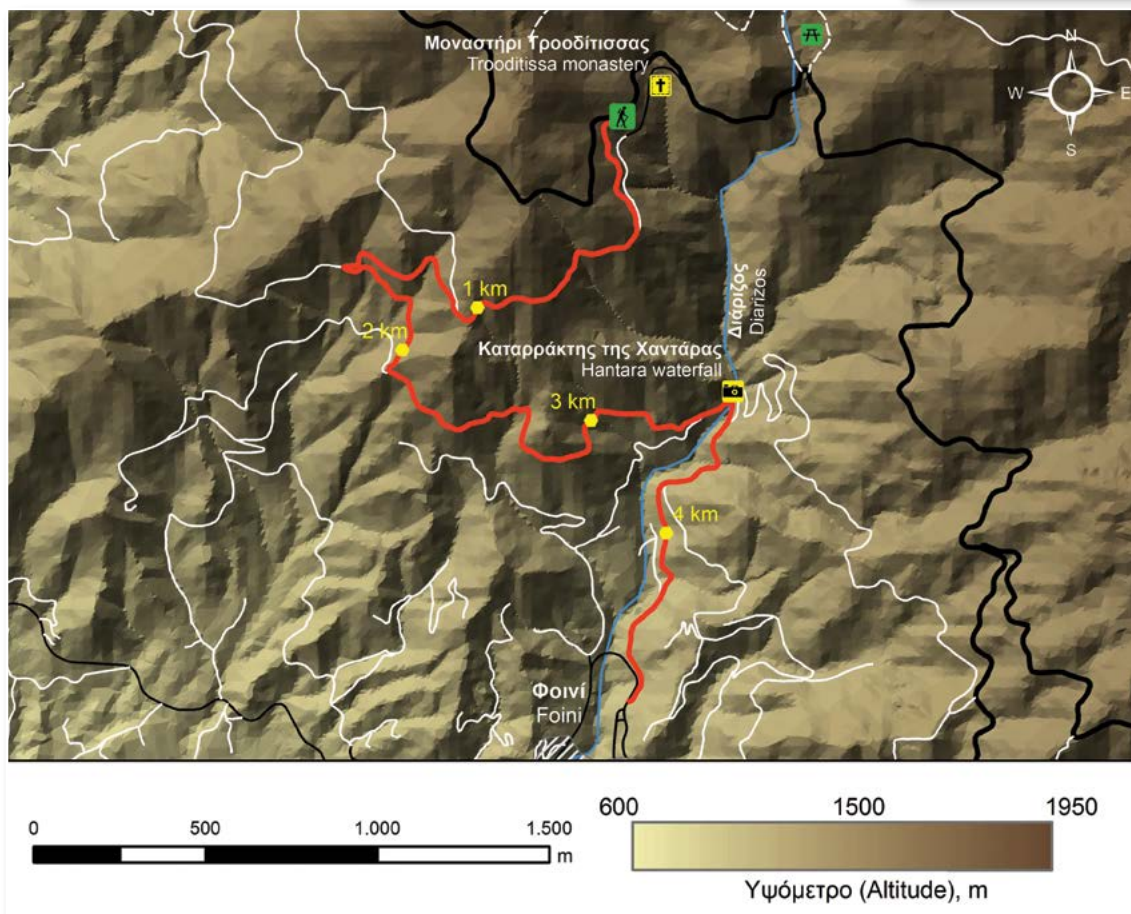 Μοναστήρι Τροοδίτισσας
Trooditissa monastery
N
W
E
S
1 km
Διάριζος
Diarizos
2 km
Καταρράκτης της Χαντάρας
Hantara waterfall
3 km
4 km
Φοινί
Foini
0
500
1.000
1.500
m
600
1500
1950
Υψόμετρο (Altitude), m